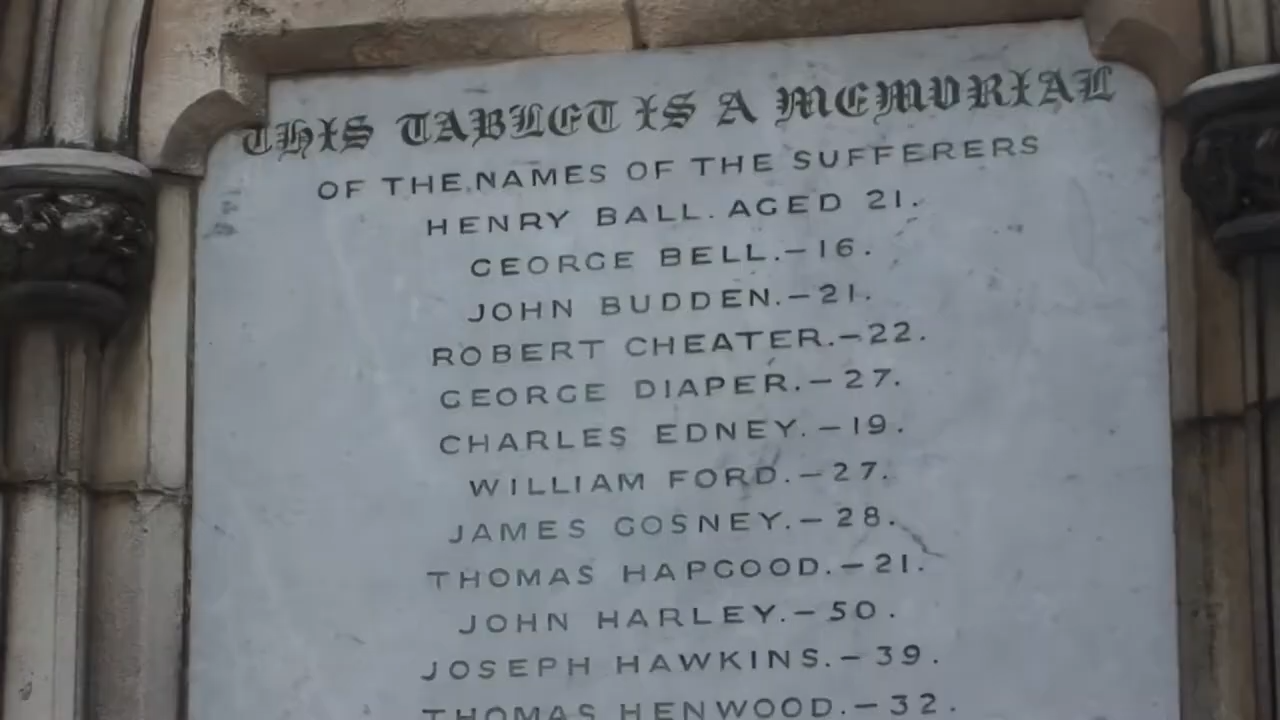 THIS TABLET IS A MEMORIAL
OF THE NAMES OF THE SUFFERERS
HENRY BALL. AGED 21.
GEORGE BELL.-16.
JOHN BUDDEN.-21.
ROBERT CHEATER.-22.
GEORGE DIAPER.-27.
CHARLES EDNEY.-19.
WILLIAM FORD.-27.
JAMES GOSNEY.-28.
THOMAS HAPGOOD.-21.
JOHN HARLEY.-50.
JOSEPH HAWKINS.-39.
THOMAS HENWOOD.-32.